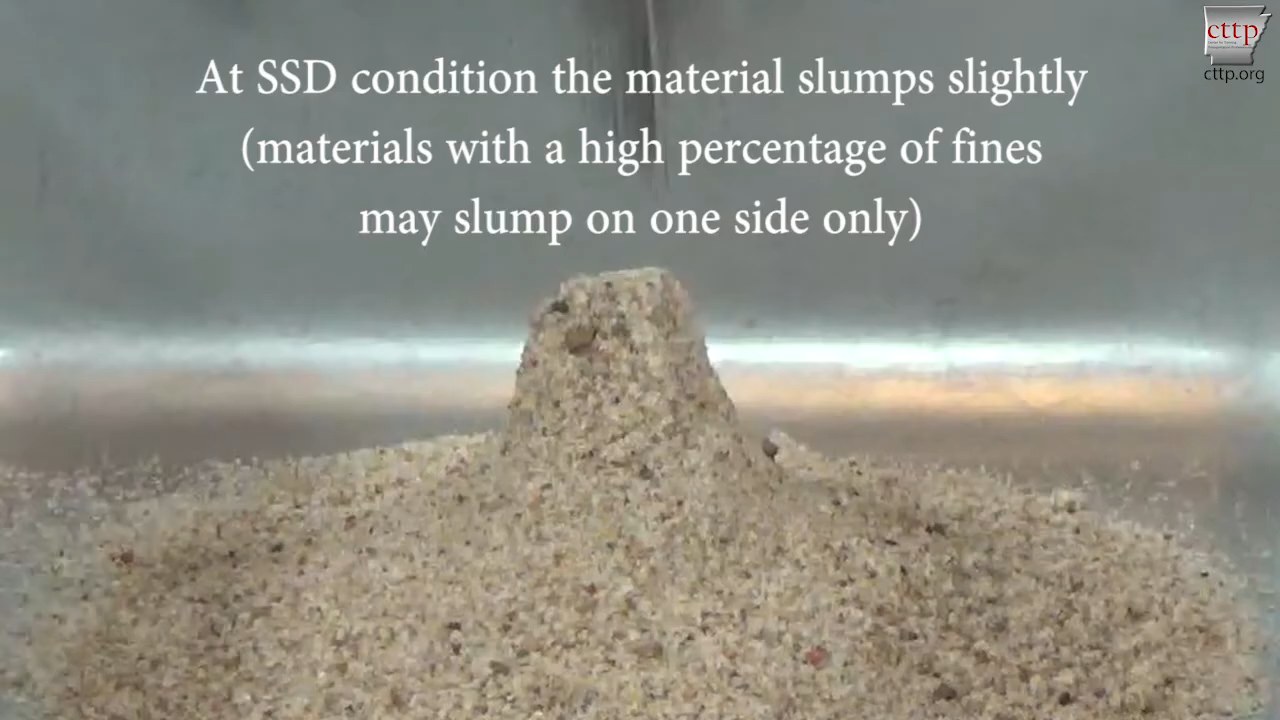 cttp
cttp.org
At SSD condition the material slumps slightly
(materials with a high percentage of fines
may slump on one side only)